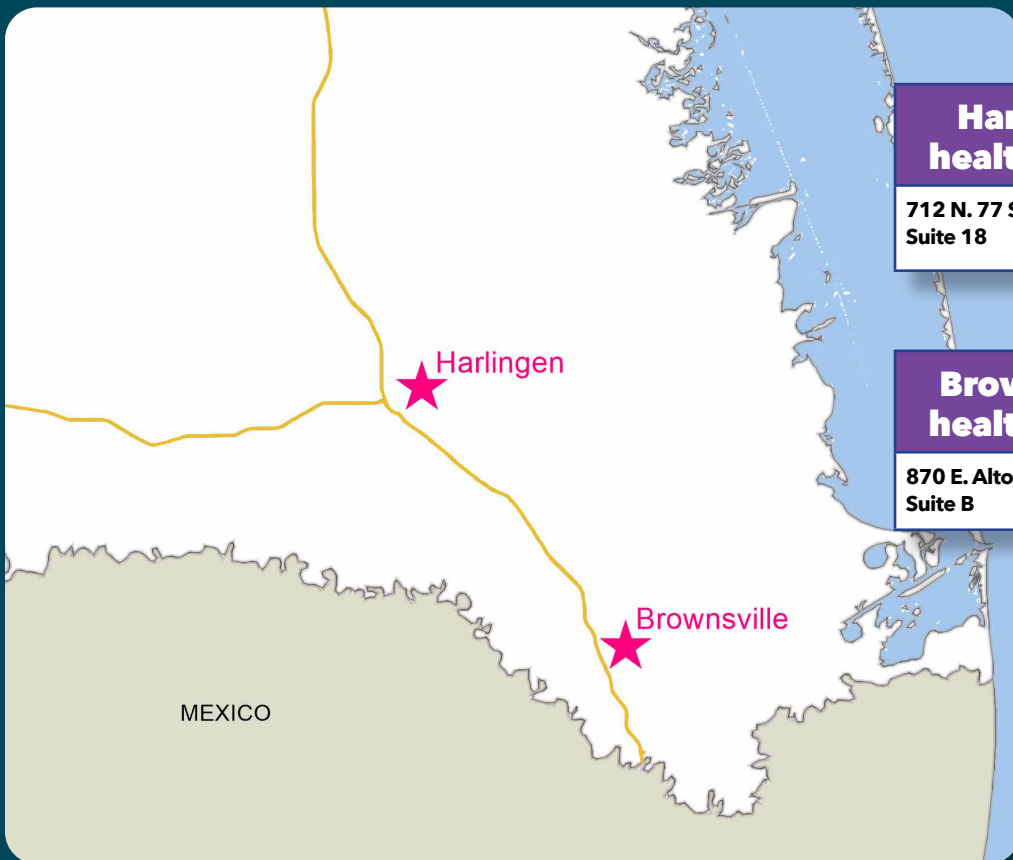 Harlingen
Brownsville
MEXICO
712 N. 77
Suite 18
870 E. Alto
Suite B